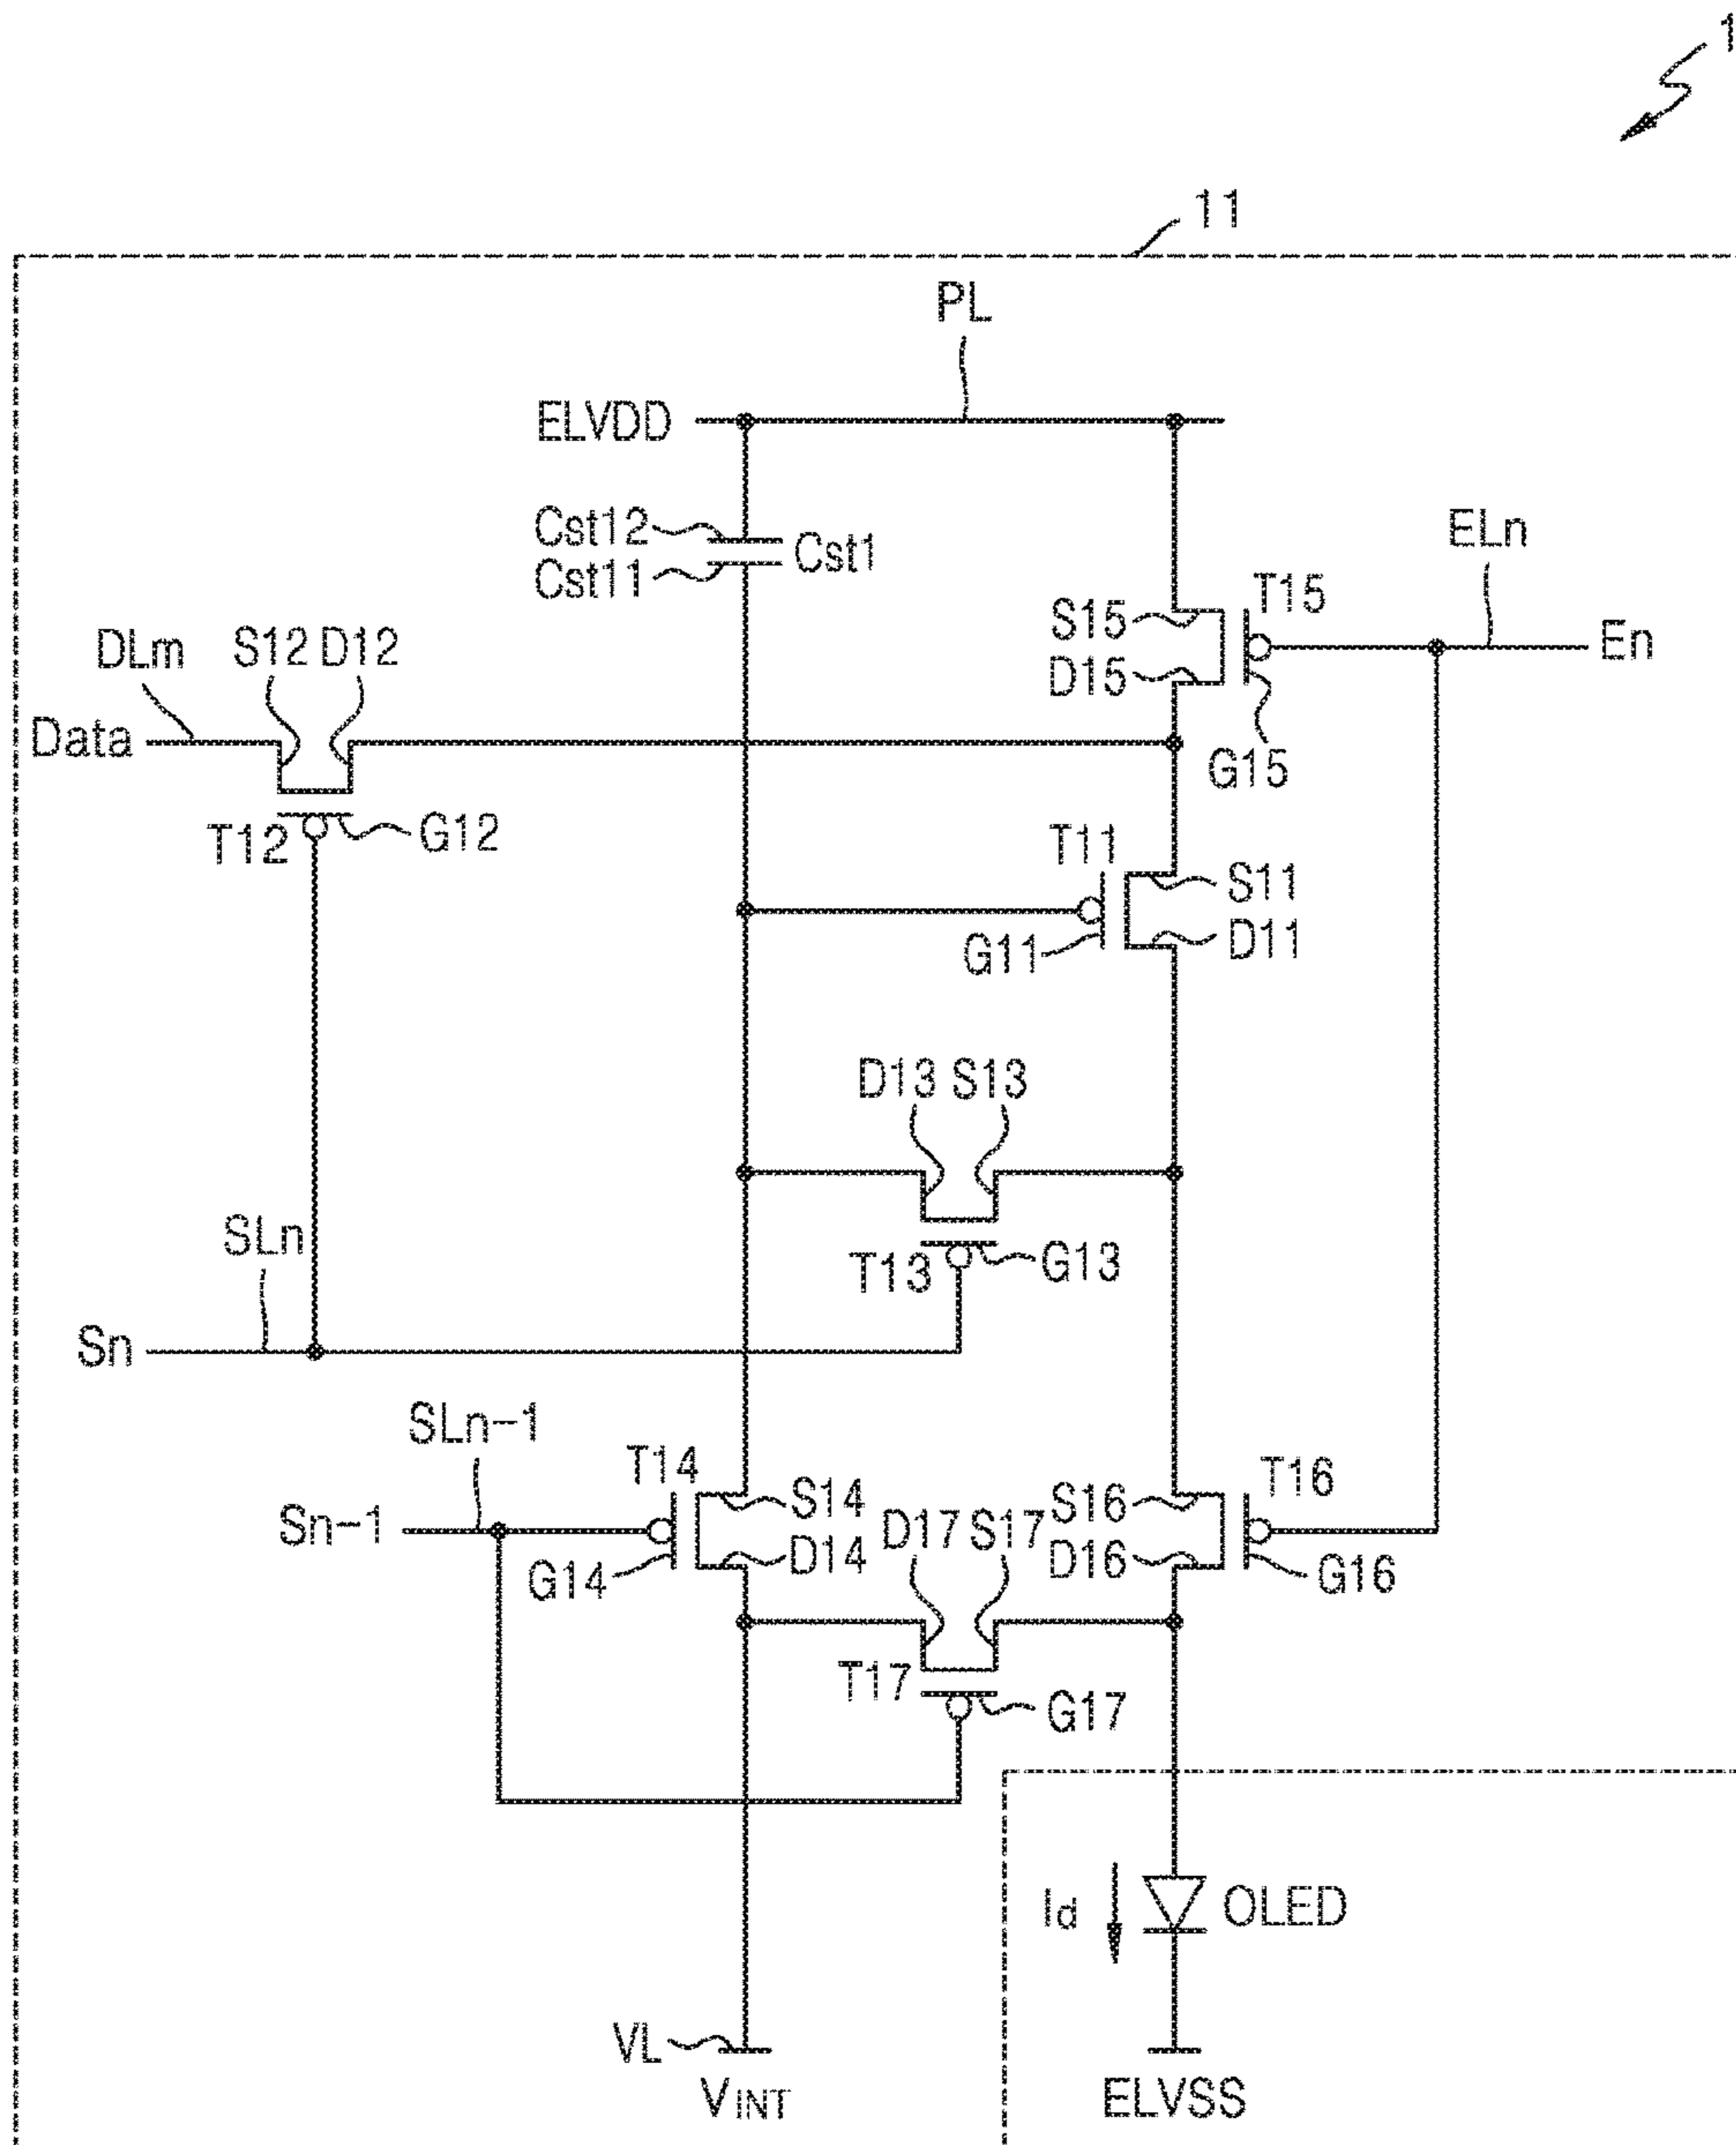 1
11
PL
ELVDD
Cst12
Cst1
Cst11
ELn
T15
S15
En
D15
G15
DLm
S12 D12
Data
T12
G12
T11
S11
G11
D11
D13 S13
SLn
T13
G13
Sn
SLn-1
T14
S14
Sn-1
D14
G14
D17 S17
S16
T16
D16
G16
T17
G17
Id
OLED
VL
VINT
ELVSS